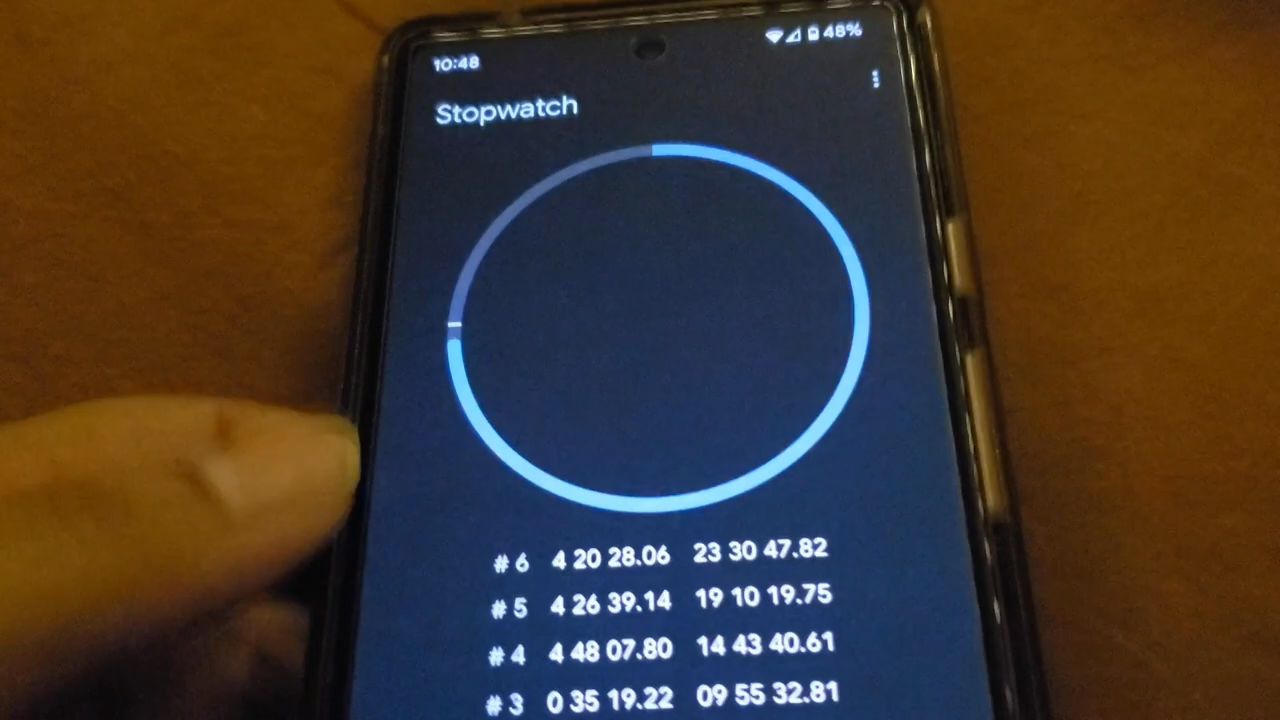 10:48 48%
Stopwatch
# 6 4 20 28.06 23 30 47.82
# 5 4 26 39.14 19 10 19.75
# 4 4 48 07.80 14 43 40.61
# 3 0 35 19.22 09 55 32.81